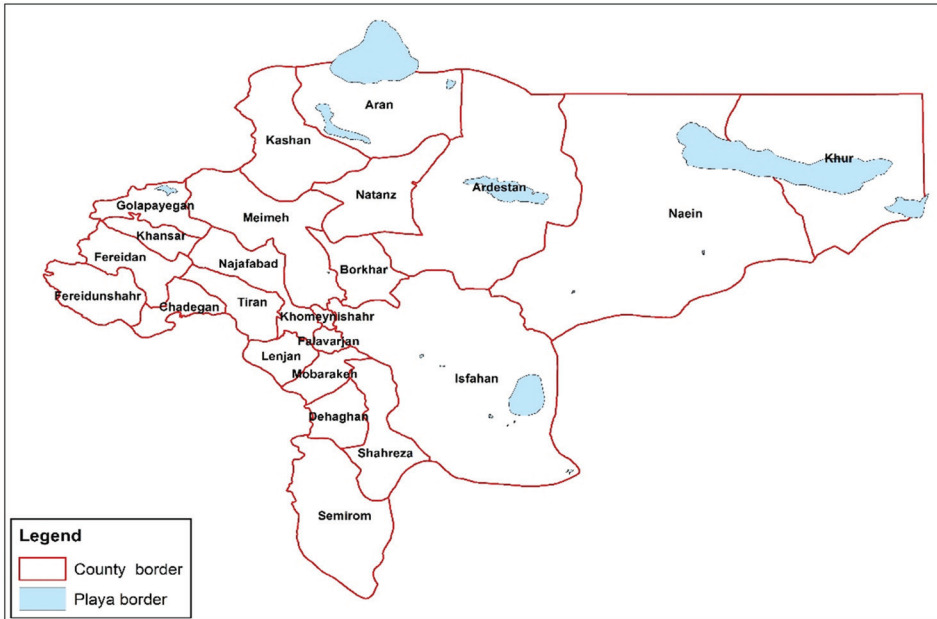 Aran
Kashan
Khur
Ardestan
Natanz
Golapayegan
Naein
Meimeh
Khansar
Fereidan
Najafabad
Borkhar
Fereidunshahr
Tiran
Chadegan
Khomeynishahr
Falavarjan
Lenjan
Mobarakeh
Isfahan
Dehaghan
Shahreza
Semirom
Legend
County border
Playa border